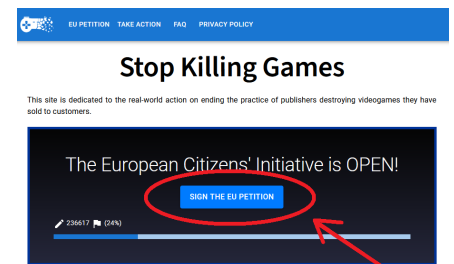 EU PETITION TAKE ACTION FAQ PRIVACY POLICY
Stop Killing Games
This site is dedicated to the real-world action on ending the practice of publishers destroying videogames they have
sold to customers.
The European Citizens' Initiative is OPEN!
SIGN THE EU PETITION
236617 (24%)